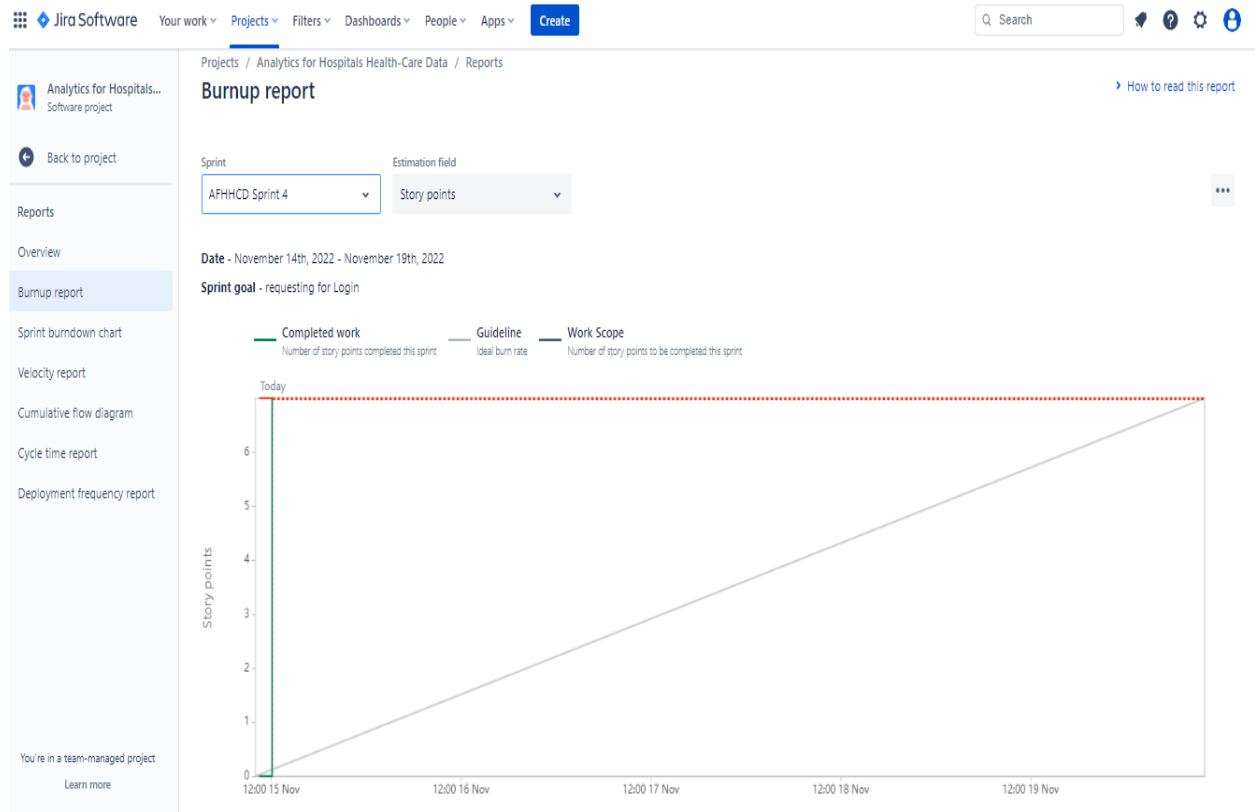 Jira Software Your work Projects Filters Dashboards People Apps Create Search
Projects / Analytics for Hospitals Health-Care Data / Reports
Burnup report
How to read this report
Analytics for Hospitals...
Software project
Back to project
Reports
Overview
Burnup report
Sprint burndown chart
Velocity report
Cumulative flow diagram
Cycle time report
Deployment frequency report
You're in a team-managed project
Learn more
Sprint Estimation field
AFHHCD Sprint 4 Story points
Date - November 14th, 2022 - November 19th, 2022
Sprint goal - requesting for Login
Completed work Guideline Work Scope
Number of story points completed this sprint Ideal burn rate Number of story points to be completed this sprint
Today
6
5
4
3
2
1
0
Story points
12:00 15 Nov 12:00 16 Nov 12:00 17 Nov 12:00 18 Nov 12:00 19 Nov